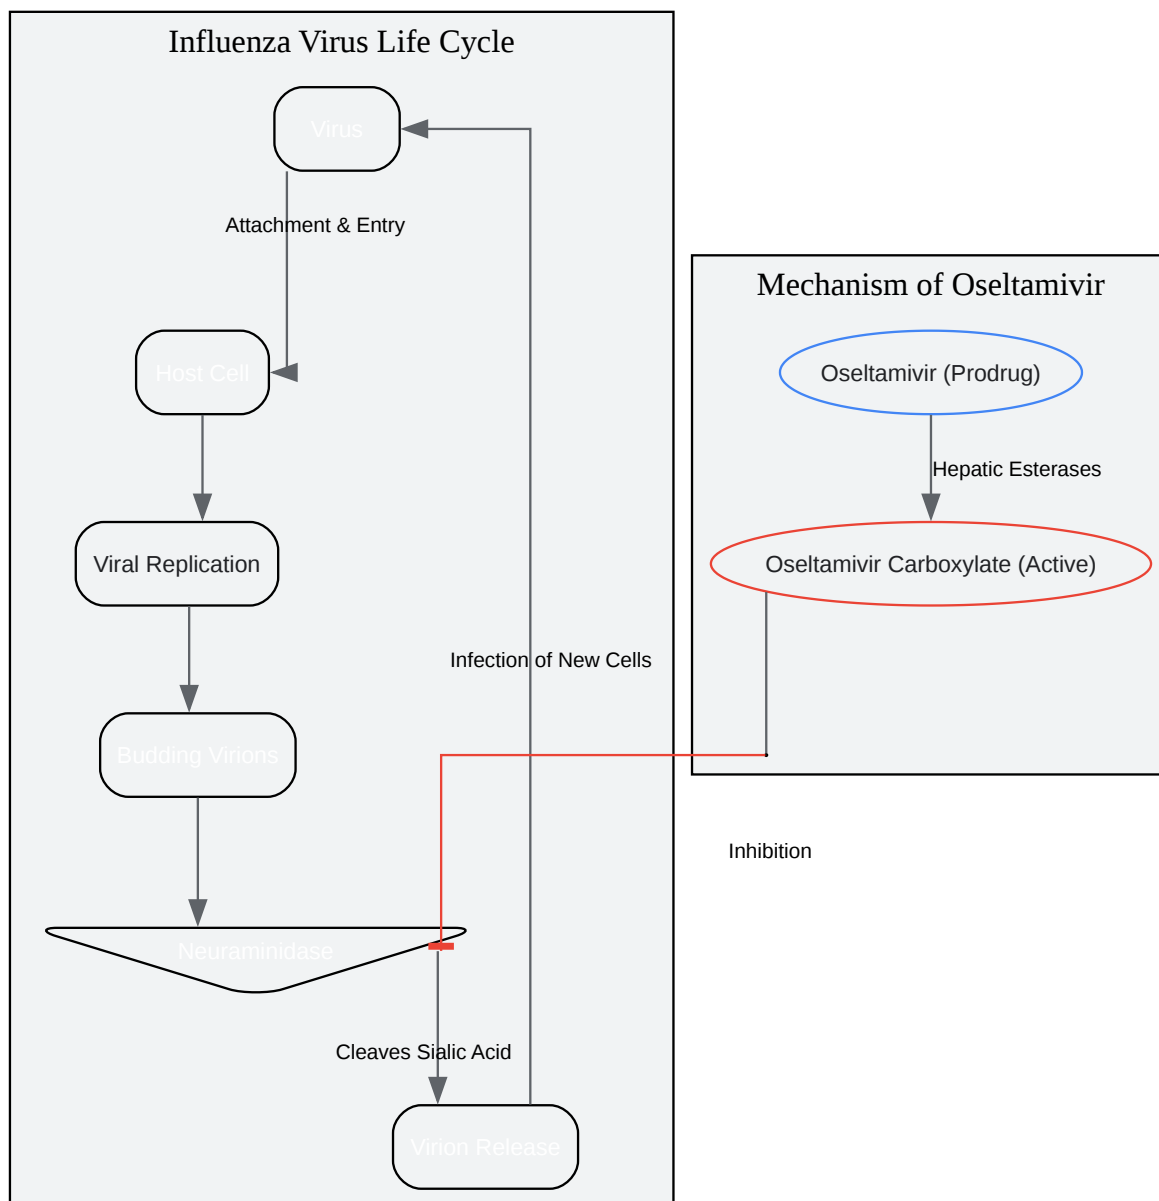 Influenza Virus Life Cycle
Virus
Attachment & Entry
Host Cell
Viral Replication
Budding Virions
Neuraminidase
Cleaves Sialic Acid
Virion Release
Infection of New Cells
Mechanism of Oseltamivir
Oseltamivir (Prodrug)
Hepatic Esterases
Oseltamivir Carboxylate (Active)
Inhibition